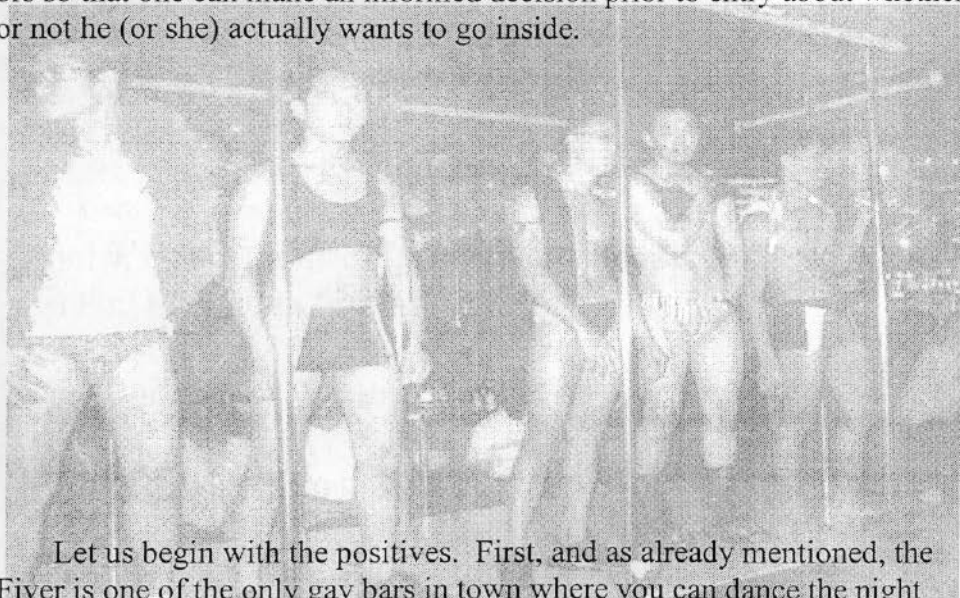 or not he (or she) actually wants to go inside.
Let us begin with the positives. First, and as already mentioned, the
Fiver is one of the only gay bars in town where you can dance the night